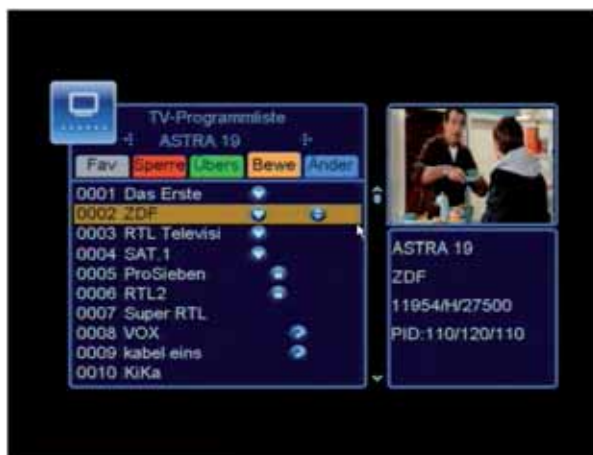 TV-Programmliste
ASTRA 19
Fav Sperre Übers Bewe Änder
0001 Das Erste
0002 ZDF
0003 RTL Televisi
0004 SAT.1
0005 ProSieben
0006 RTL2
0007 Super RTL
0008 VOX
0009 kabel eins
0010 KiKa
ASTRA 19
ZDF
11954/H/27500
PID:110/120/110